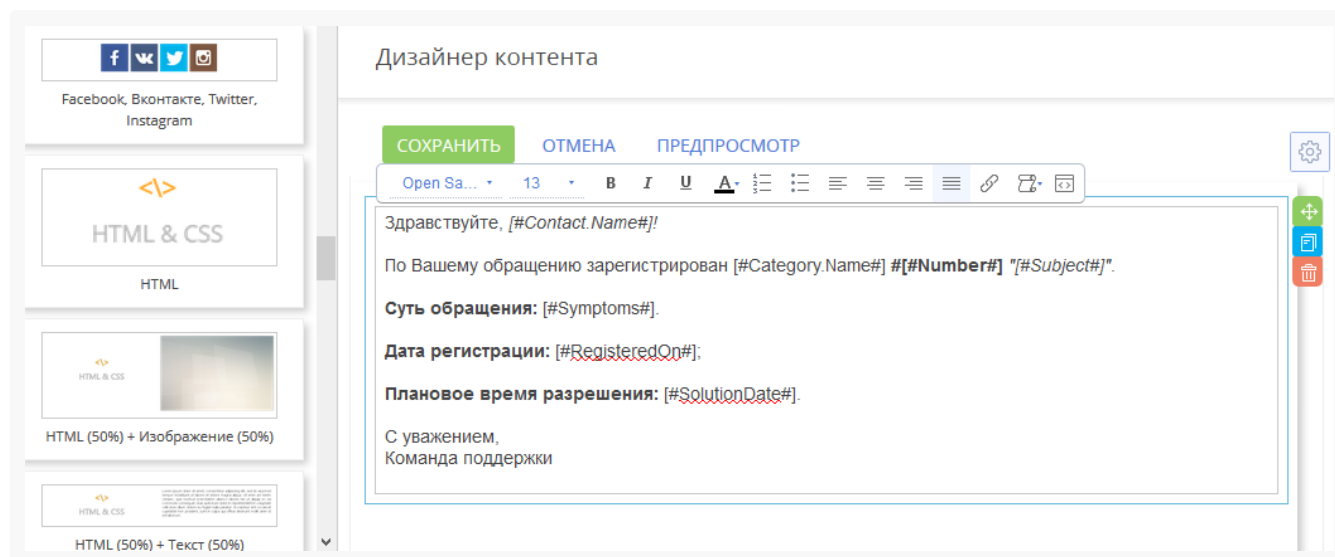 Facebook, Вконтакте, Twitter,
Instagram
</>
HTML & CSS
HTML
</>
HTML & CSS
HTML (50%) + Изображение (50%)
</>
HTML & CSS
HTML (50%) + Текст (50%)
Дизайнер контента
СОХРАНИТЬ ОТМЕНА ПРЕДПРОСМОТР
Open Sa... 13 B I U A
Здравствуйте, [#Contact.Name#]!
По Вашему обращению зарегистрирован [#Category.Name#] #[#Number#] "[#Subject#]".
Суть обращения: [#Symptoms#].
Дата регистрации: [#RegisteredOn#];
Плановое время разрешения: [#SolutionDate#].
С уважением,
Команда поддержки